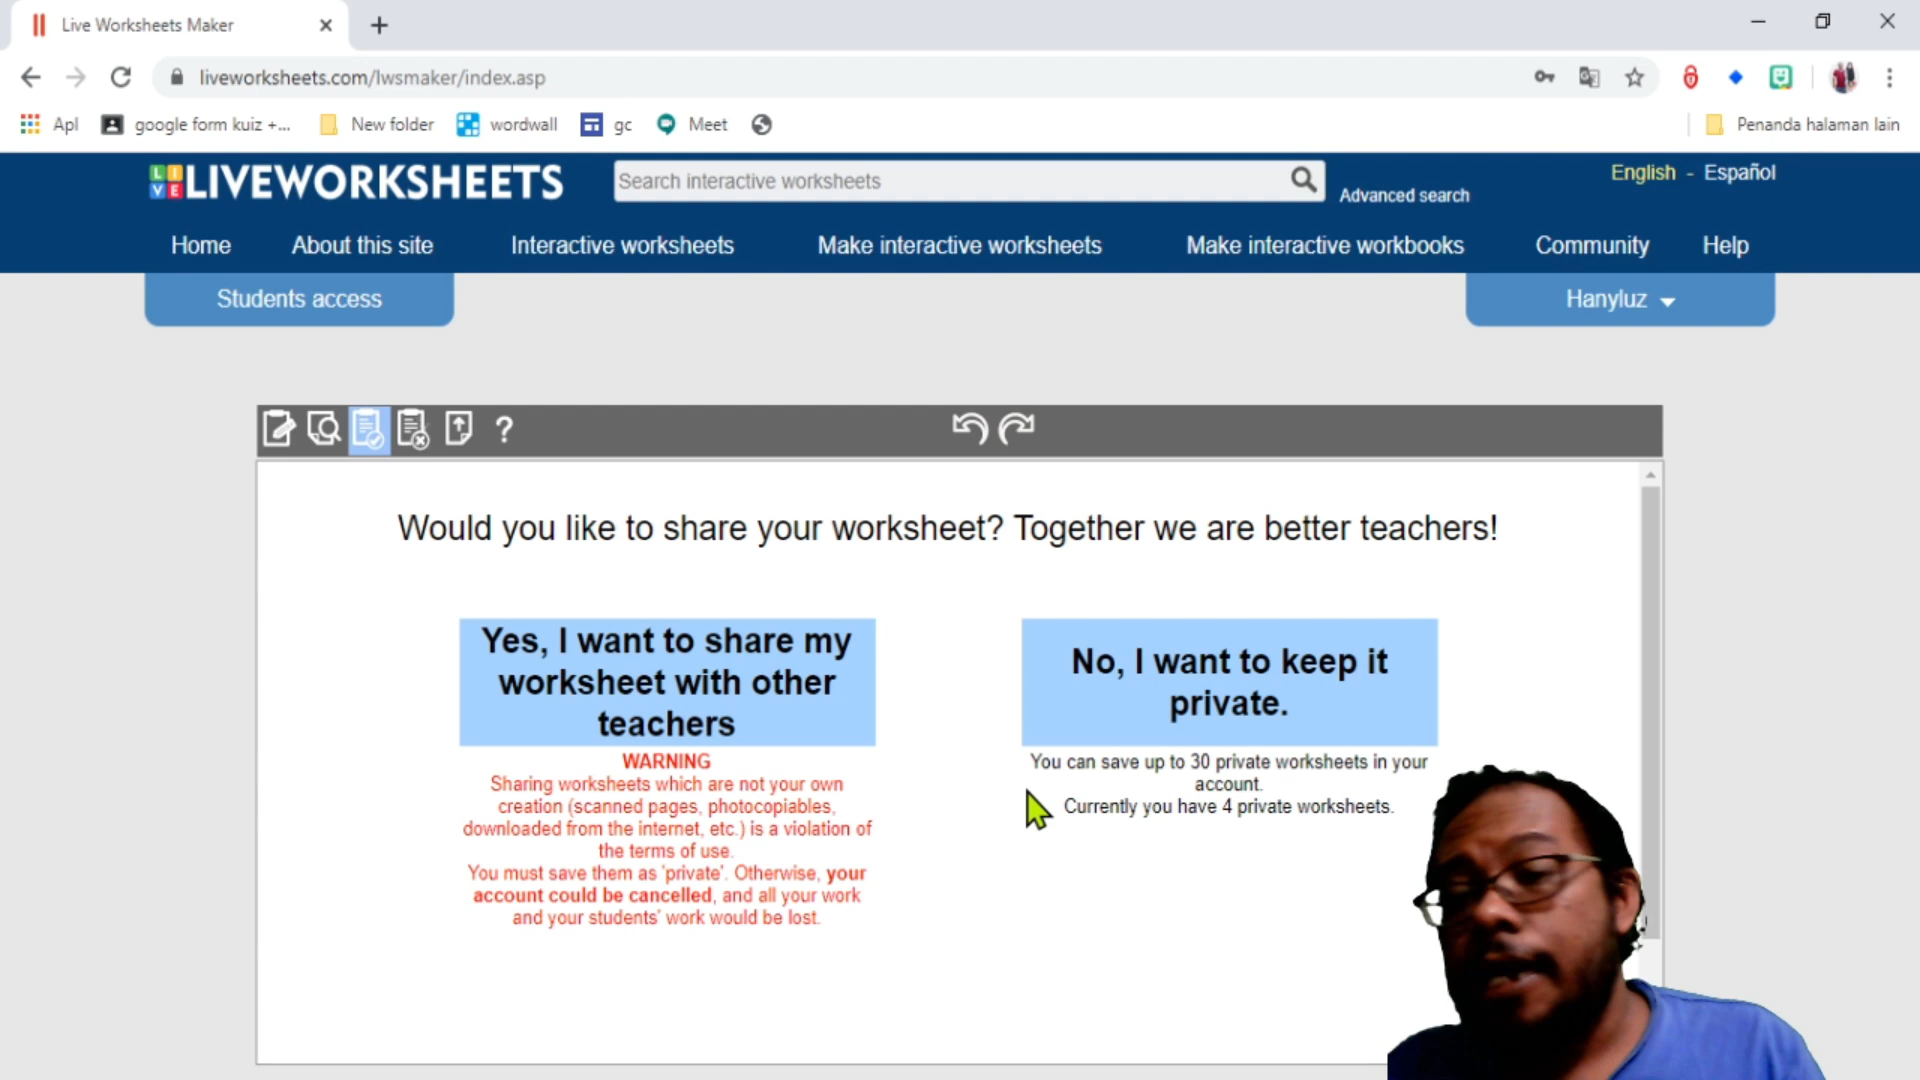 Live Worksheets Maker
liveworksheets.com/lwsmaker/index.asp
Apl
google form kuiz +...
New folder
wordwall
gc
Meet
Penanda halaman lain
LIVE LIVEWORKSHEETS
Search interactive worksheets
Advanced search
English - Español
Home
About this site
Interactive worksheets
Make interactive worksheets
Make interactive workbooks
Community
Help
Students access
Hanyluz
?
Would you like to share your worksheet? Together we are better teachers!
Yes, I want to share my
worksheet with other
teachers
WARNING
Sharing worksheets which are not your own
creation (scanned pages, photocopiables,
downloaded from the internet, etc.) is a violation of
the terms of use.
You must save them as 'private'. Otherwise, your
account could be cancelled, and all your work
and your students' work would be lost.
No, I want to keep it
private.
You can save up to 30 private worksheets in your
account.
Currently you have 4 private worksheets.